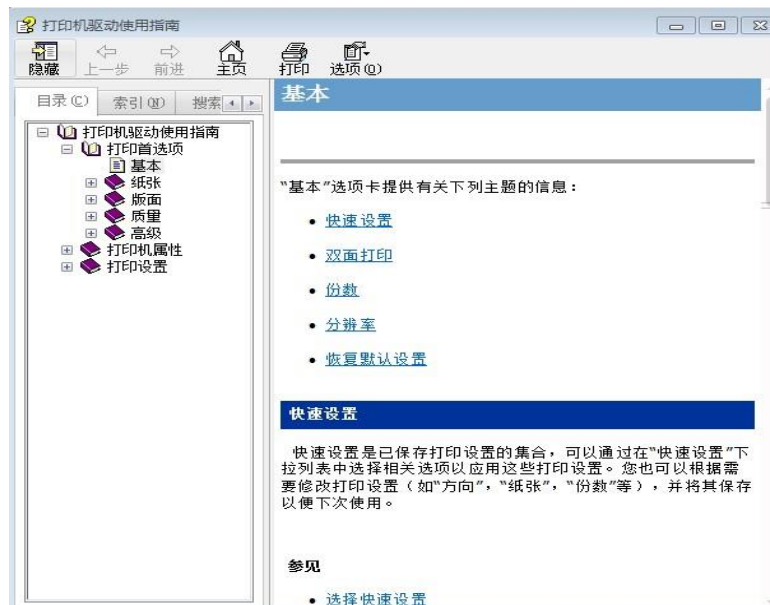 打印机驱动使用指南
隐藏 上一步 前进 主页 打印 选项(O)
目录(C) 索引(N) 搜索
打印机驱动使用指南
打印首选项
基本
纸张
版面
质量
高级
打印机属性
打印设置
基本
“基本”选项卡提供有关下列主题的信息：
• 快速设置
• 双面打印
• 份数
• 分辨率
• 恢复默认设置
快速设置
快速设置是已保存打印设置的集合，可以通过在“快速设置”下
拉列表中选择相关选项以应用这些打印设置。您也可以根据需
要修改打印设置（如“方向”，“纸张”，“份数”等），并将其保存
以便下次使用。
参见
• 选择快速设置